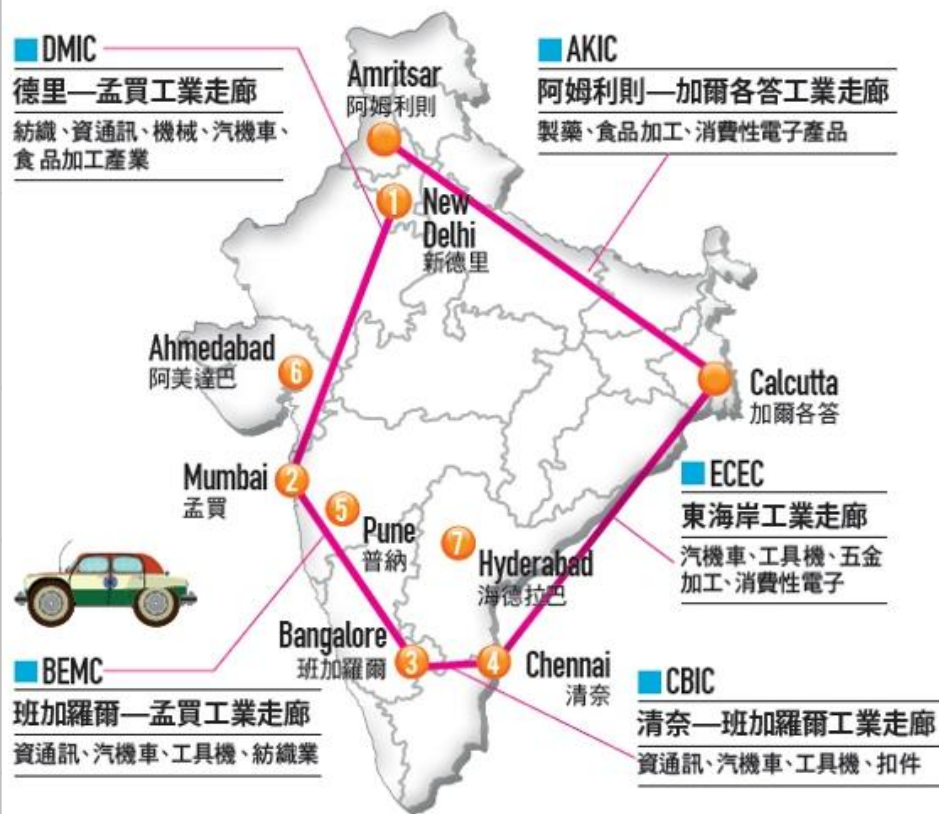 DMIC
德里—孟買工業走廊
紡織、資通訊、機械、汽機車、
食品加工產業
AKIC
阿姆利則—加爾各答工業走廊
製藥、食品加工、消費性電子產品
Amritsar
阿姆利則
1
New
Delhi
新德里
Ahmedabad
阿美達巴
6
Calcutta
加爾各答
Mumbai
孟買
2
5
Pune
普納
7
Hyderabad
海德拉巴
ECEC
東海岸工業走廊
汽機車、工具機、五金
加工、消費性電子
Bangalore
班加羅爾
3
4
Chennai
清奈
BEMC
班加羅爾—孟買工業走廊
資通訊、汽機車、工具機、紡織業
CBIC
清奈—班加羅爾工業走廊
資通訊、汽機車、工具機、扣件